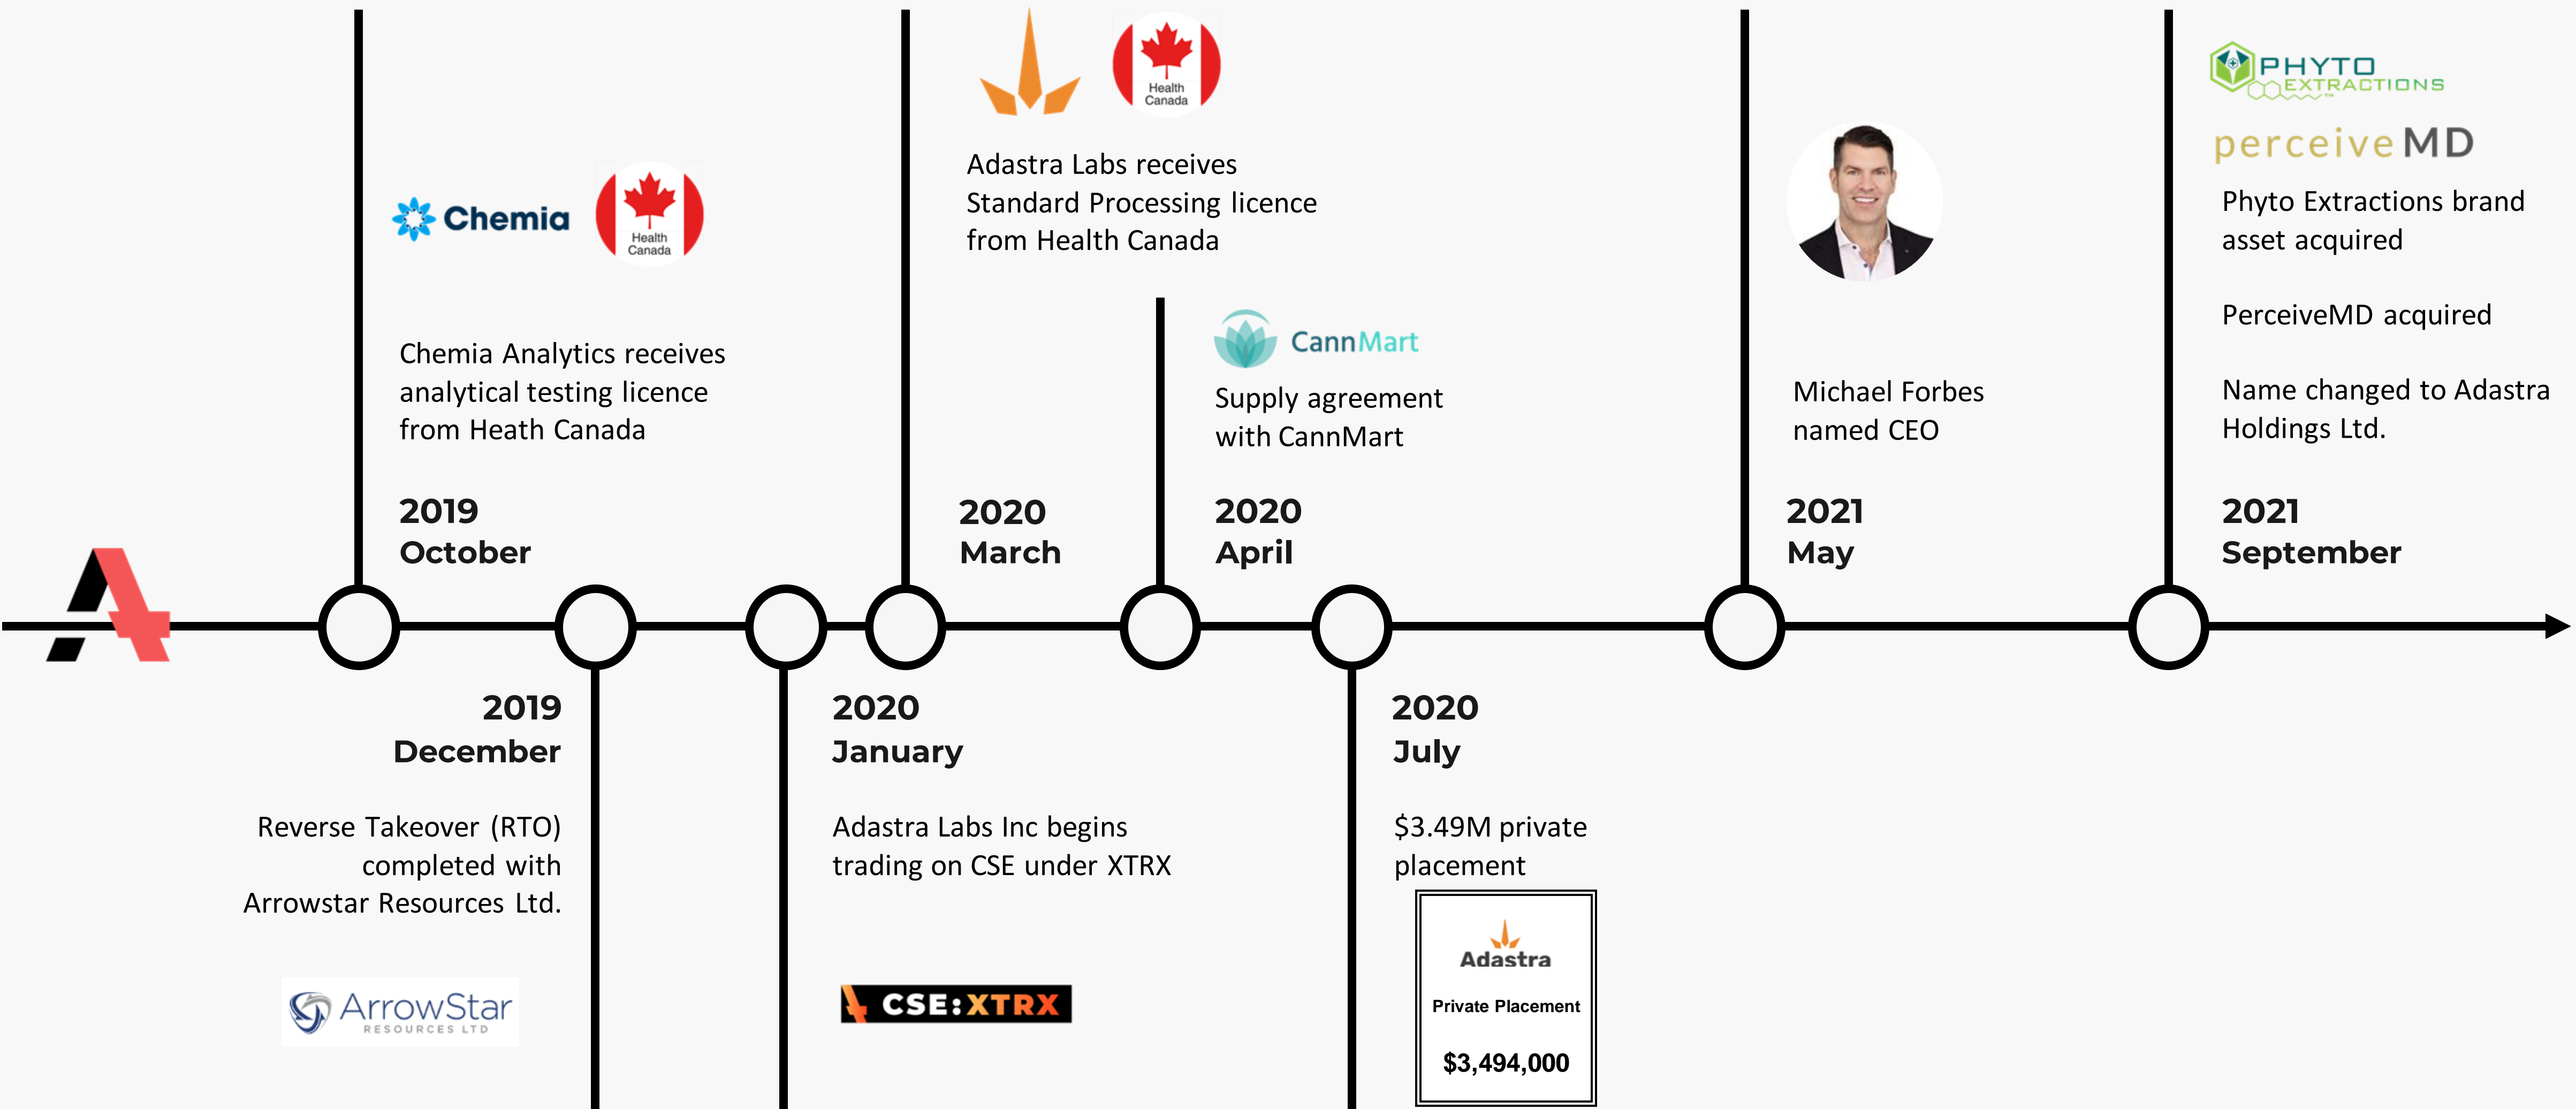 Chemia
Health
Canada
Chemia Analytics receives
analytical testing licence
from Heath Canada
2019
October
2019
December
Reverse Takeover (RTO)
completed with
Arrowstar Resources Ltd.
ArrowStar
RESOURCES LTD
2020
January
Adastra Labs Inc begins
trading on CSE under XTRX
CSE:XTRX
Health
Canada
Adastra Labs receives
Standard Processing licence
from Health Canada
2020
March
CannMart
Supply agreement
with CannMart
2020
April
2020
July
$3.49M private
placement
Adastra
Private Placement
$3,494,000
Michael Forbes
named CEO
2021
May
PHYTO
EXTRACTIONS™
perceiveMD
Phyto Extractions brand
asset acquired
PerceiveMD acquired
Name changed to Adastra
Holdings Ltd.
2021
September